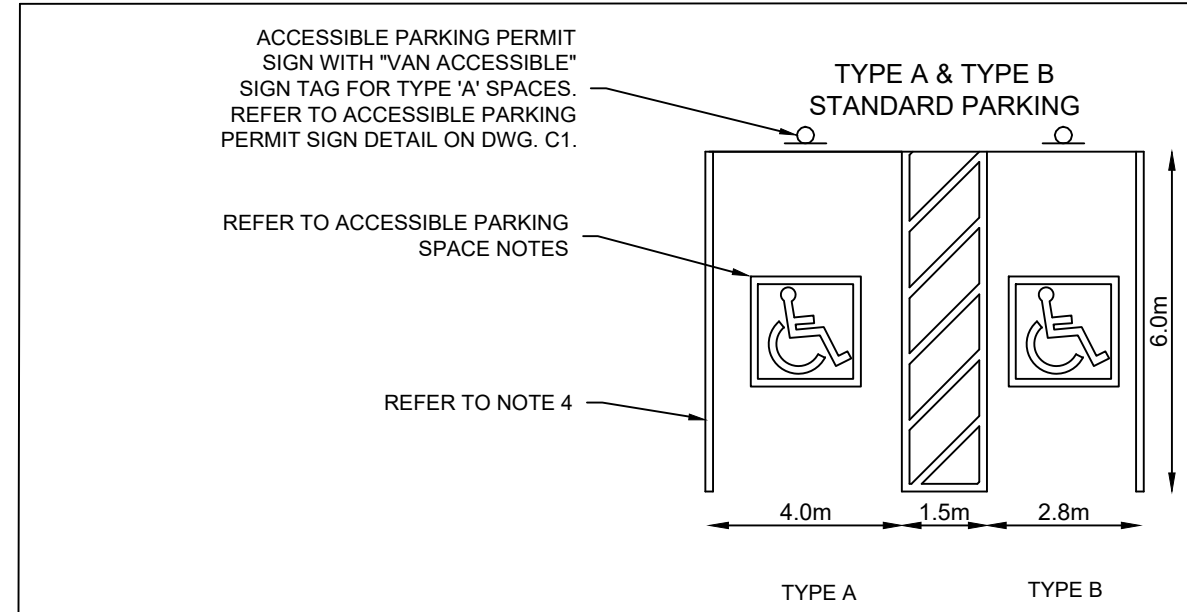 ACCESSIBLE PARKING PERMIT
SIGN WITH "VAN ACCESSIBLE"
SIGN TAG FOR TYPE 'A' SPACES.
REFER TO ACCESSIBLE PARKING
PERMIT SIGN DETAIL ON DWG. C1.
TYPE A & TYPE B
STANDARD PARKING
REFER TO ACCESSIBLE PARKING
SPACE NOTES
6.0m
REFER TO NOTE 4
4.0m
1.5m
2.8m
TYPE A
TYPE B